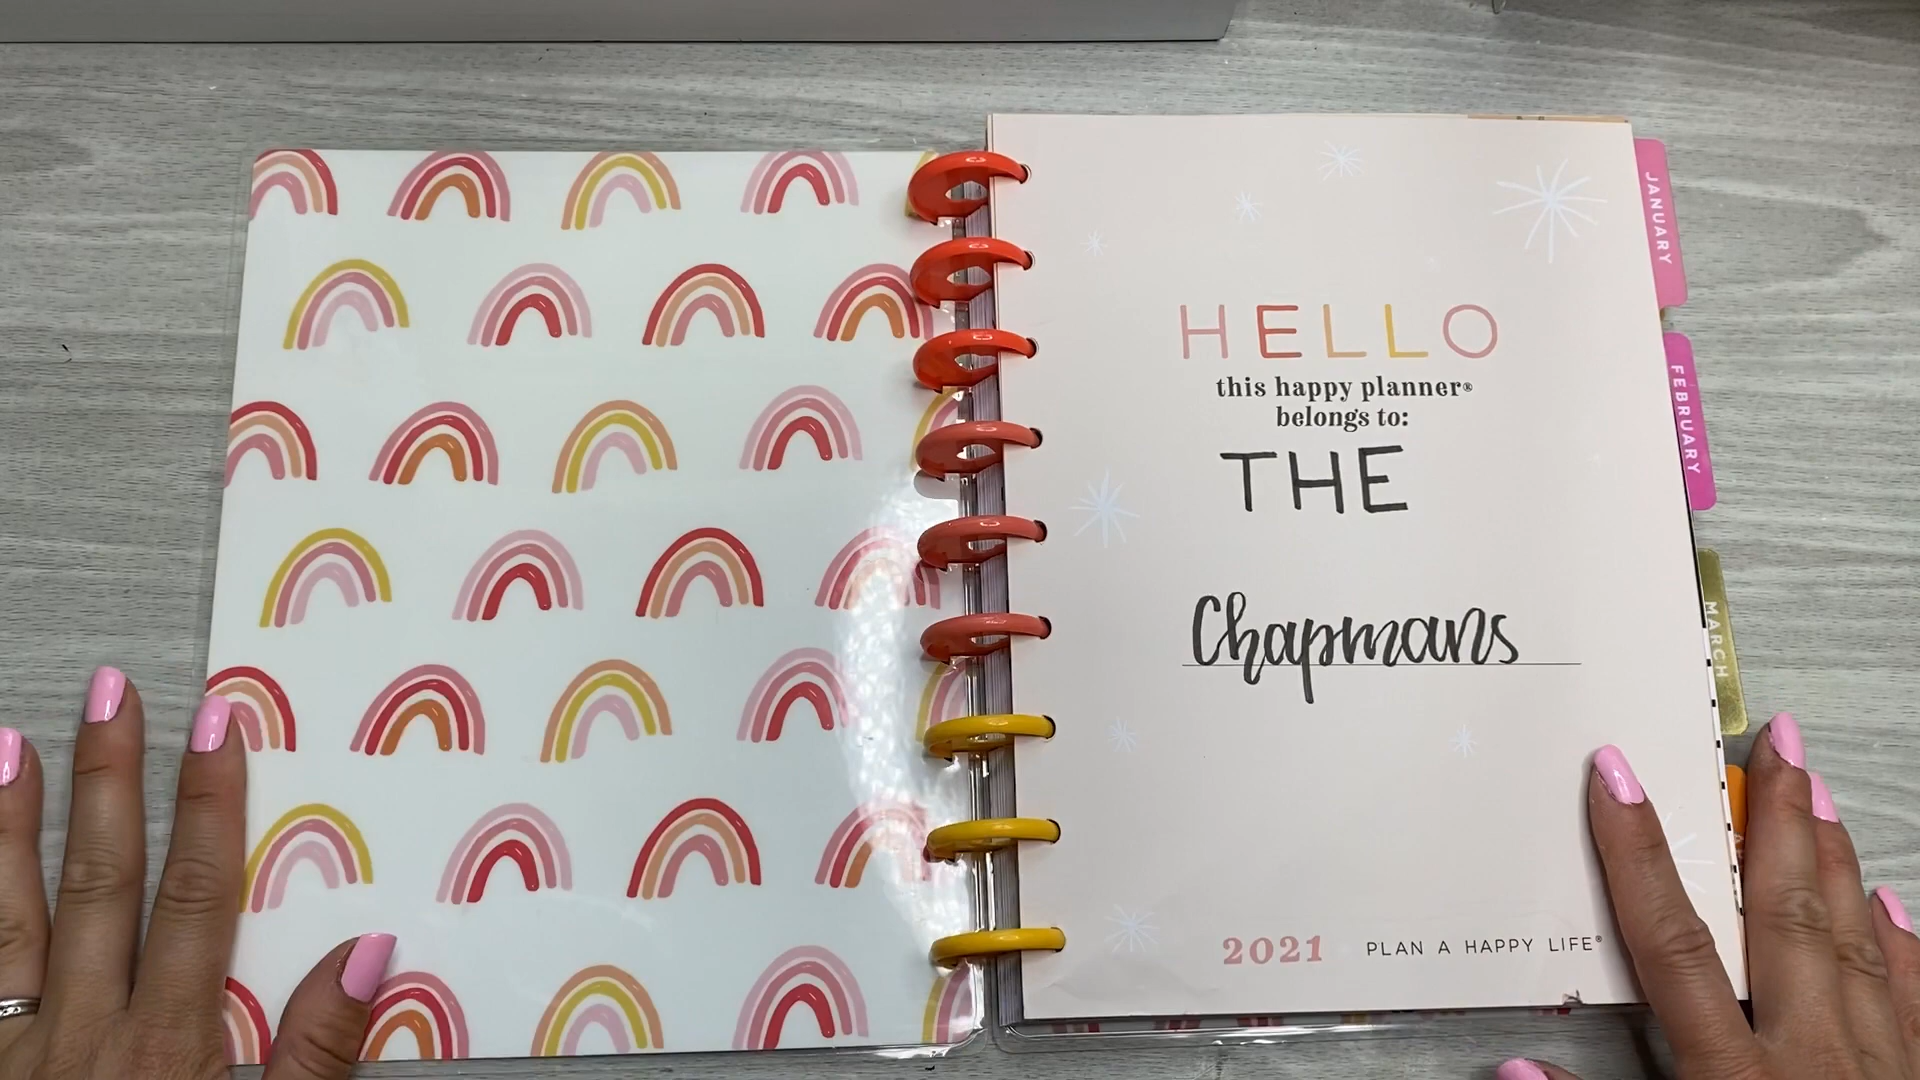 HELLO
this happy planner®
belongs to:
THE
Chapmans
2021 PLAN A HAPPY LIFE®
JANUARY
FEBRUARY
MARCH